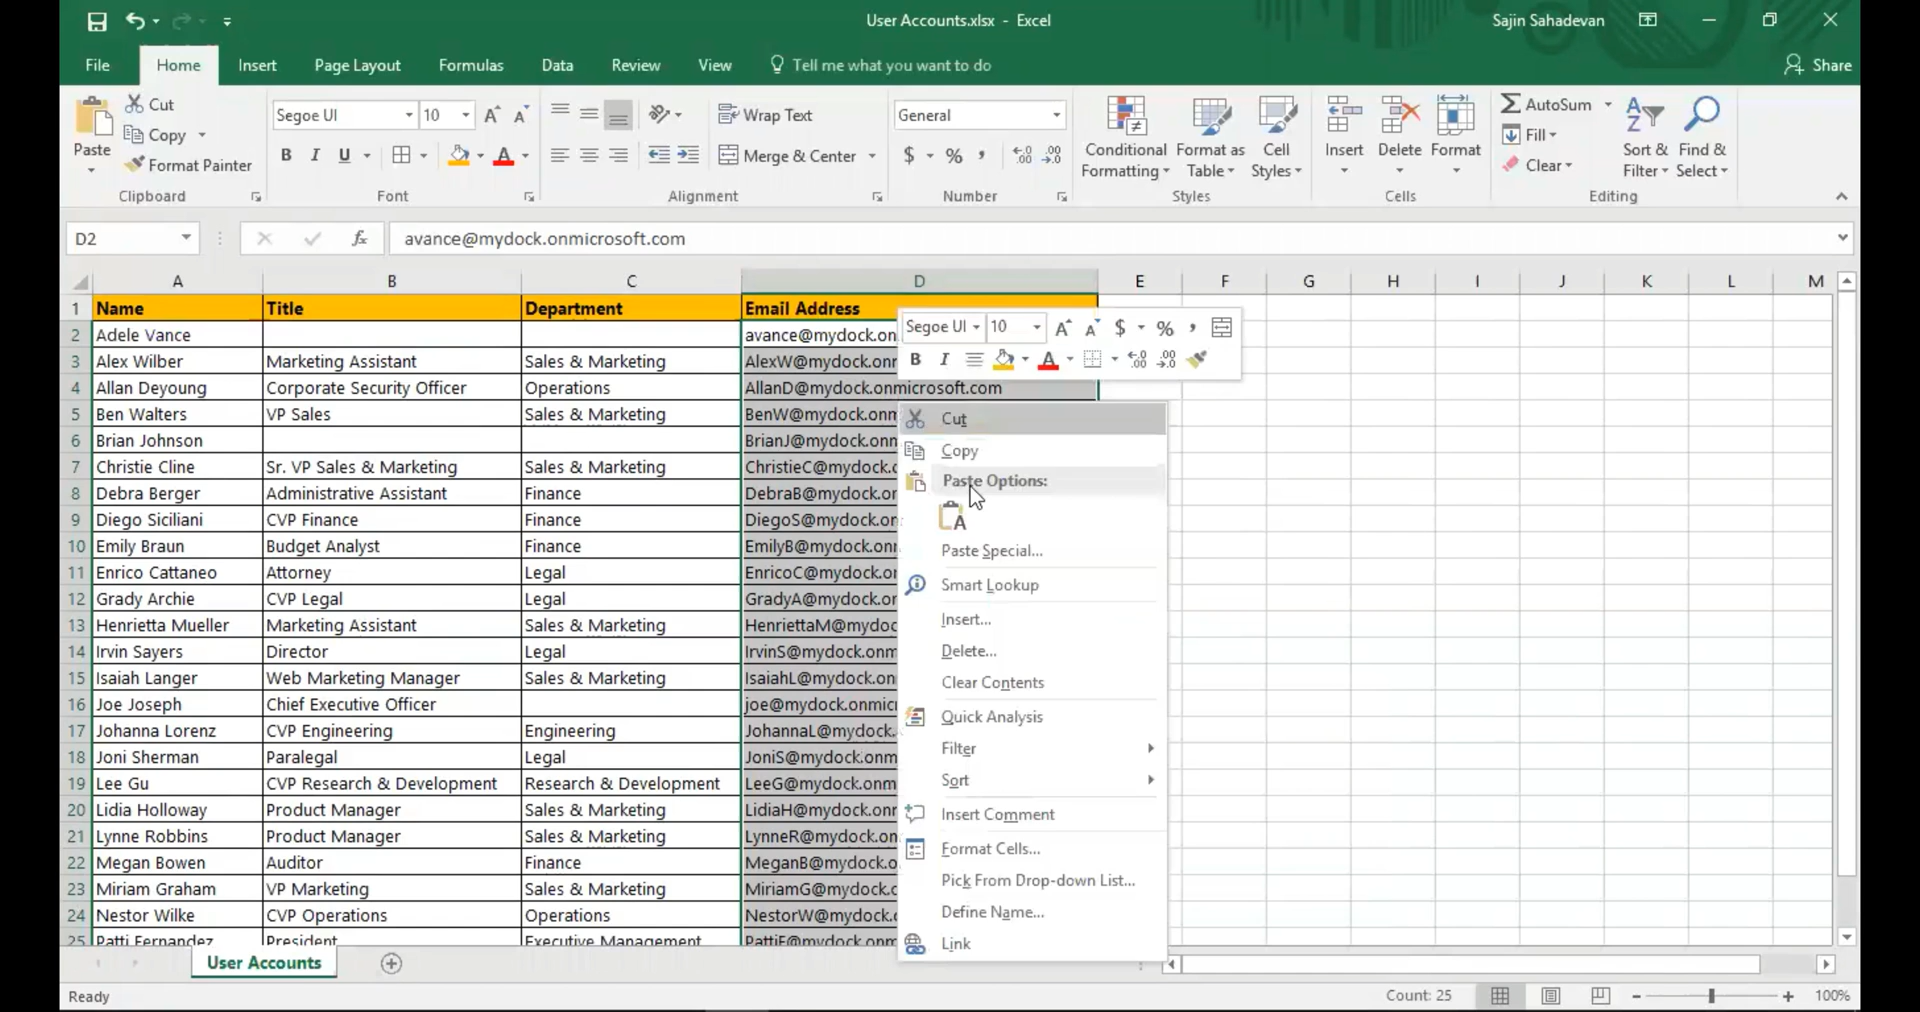 User Accounts.xlsx - Excel
Sajin Sahadevan
File Home Insert Page Layout Formulas Data Review View Tell me what you want to do Share
Paste
Cut
Copy
Format Painter
Clipboard
Segoe UI 10
B I U
Font
Wrap Text
Merge & Center
Alignment
General
$ % ,
Number
Conditional Formatting
Format as Table
Cell Styles
Styles
Insert Delete Format
Cells
AutoSum
Fill
Clear
Sort & Filter
Find & Select
Editing
D2 fx avance@mydock.onmicrosoft.com
A B C D E F G H I J K L M
1 Name Title Department Email Address
2 Adele Vance avance@mydock.on
3 Alex Wilber Marketing Assistant Sales & Marketing AlexW@mydock.onm
4 Allan Deyoung Corporate Security Officer Operations AllanD@mydock.onmicrosoft.com
5 Ben Walters VP Sales Sales & Marketing BenW@mydock.onm
6 Brian Johnson BrianJ@mydock.onm
7 Christie Cline Sr. VP Sales & Marketing Sales & Marketing ChristieC@mydock.o
8 Debra Berger Administrative Assistant Finance DebraB@mydock.on
9 Diego Siciliani CVP Finance Finance DiegoS@mydock.on
10 Emily Braun Budget Analyst Finance EmilyB@mydock.onm
11 Enrico Cattaneo Attorney Legal EnricoC@mydock.on
12 Grady Archie CVP Legal Legal GradyA@mydock.on
13 Henrietta Mueller Marketing Assistant Sales & Marketing HenriettaM@mydoc
14 Irvin Sayers Director Legal IrvinS@mydock.onm
15 Isaiah Langer Web Marketing Manager Sales & Marketing IsaiahL@mydock.onm
16 Joe Joseph Chief Executive Officer joe@mydock.onmicr
17 Johanna Lorenz CVP Engineering Engineering JohannaL@mydock.o
18 Joni Sherman Paralegal Legal JoniS@mydock.onm
19 Lee Gu CVP Research & Development Research & Development LeeG@mydock.onm
20 Lidia Holloway Product Manager Sales & Marketing LidiaH@mydock.onm
21 Lynne Robbins Product Manager Sales & Marketing LynneR@mydock.on
22 Megan Bowen Auditor Finance MeganB@mydock.o
23 Miriam Graham VP Marketing Sales & Marketing MiriamG@mydock.o
24 Nestor Wilke CVP Operations Operations NestorW@mydock.o
25 Patti Fernandez President Executive Management PattiF@mydock.onm
Segoe UI 10 A A $ % ,
B I A
Cut
Copy
Paste Options:
Paste Special...
Smart Lookup
Insert...
Delete...
Clear Contents
Quick Analysis
Filter
Sort
Insert Comment
Format Cells...
Pick From Drop-down List...
Define Name...
Link
User Accounts
Ready Count: 25 100%